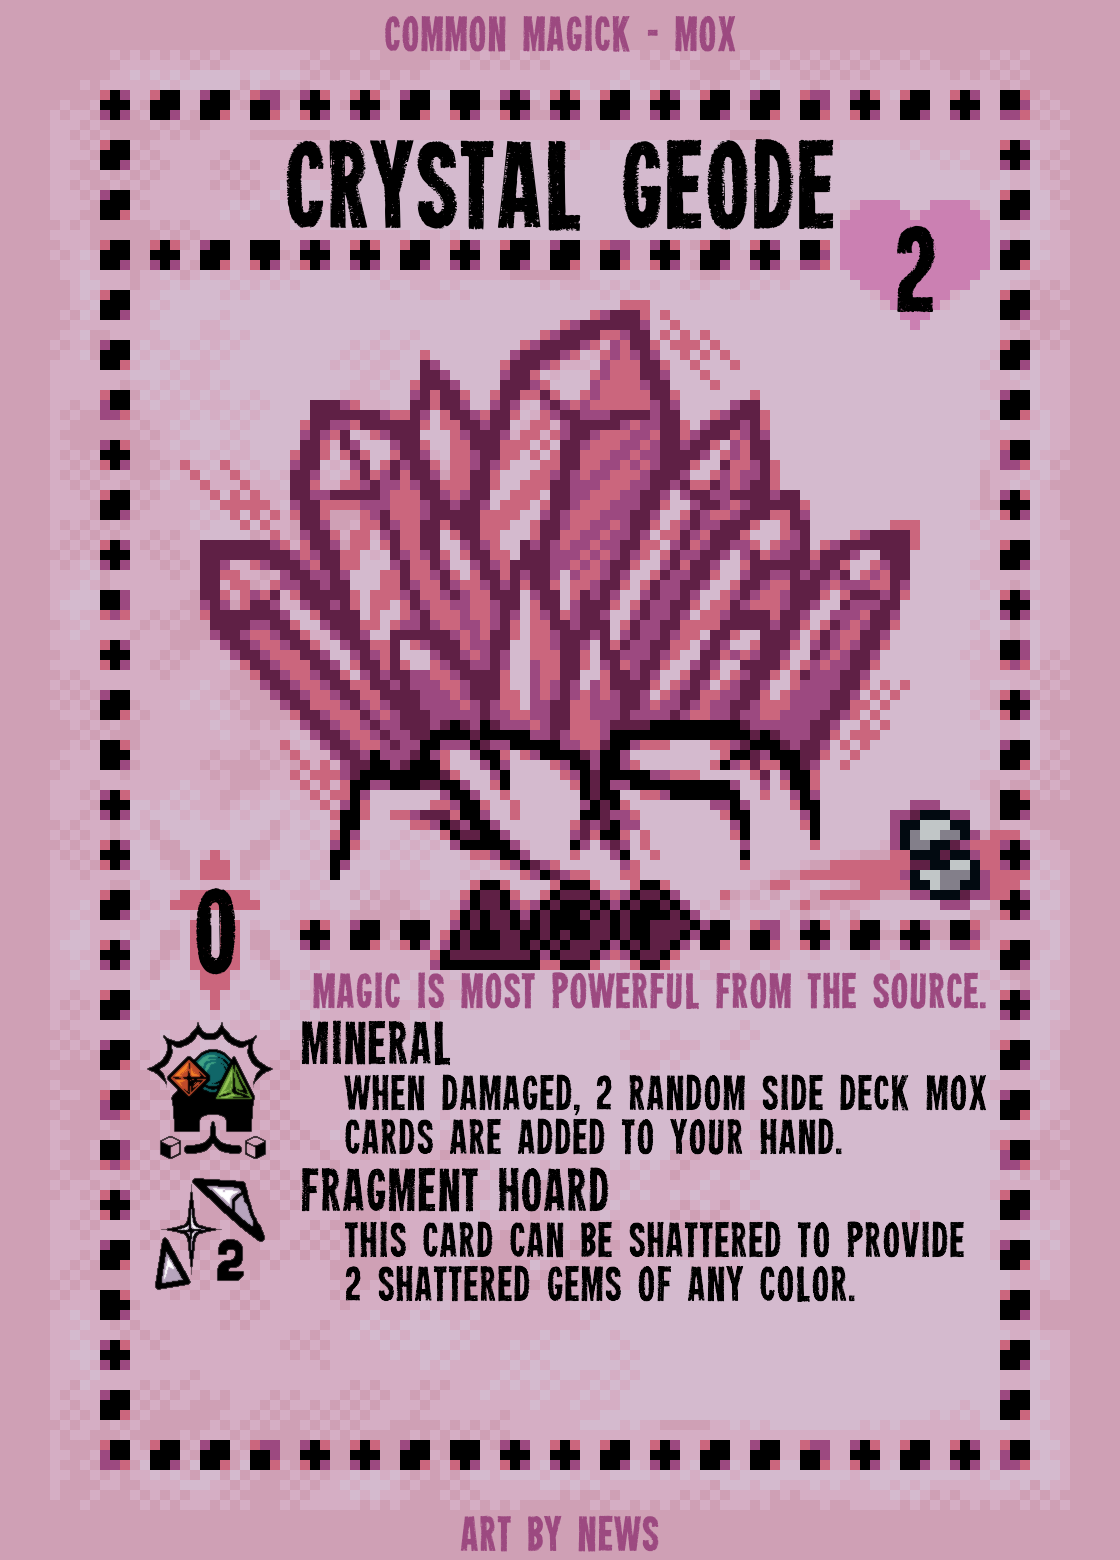 COMMON MAGICK - MOX
CRYSTAL GEODE
2
0
MAGIC IS MOST POWERFUL FROM THE SOURCE.
MINERAL
WHEN DAMAGED, 2 RANDOM SIDE DECK MOX
CARDS ARE ADDED TO YOUR HAND.
FRAGMENT HOARD
THIS CARD CAN BE SHATTERED TO PROVIDE
2
2 SHATTERED GEMS OF ANY COLOR.
ART BY NEWS